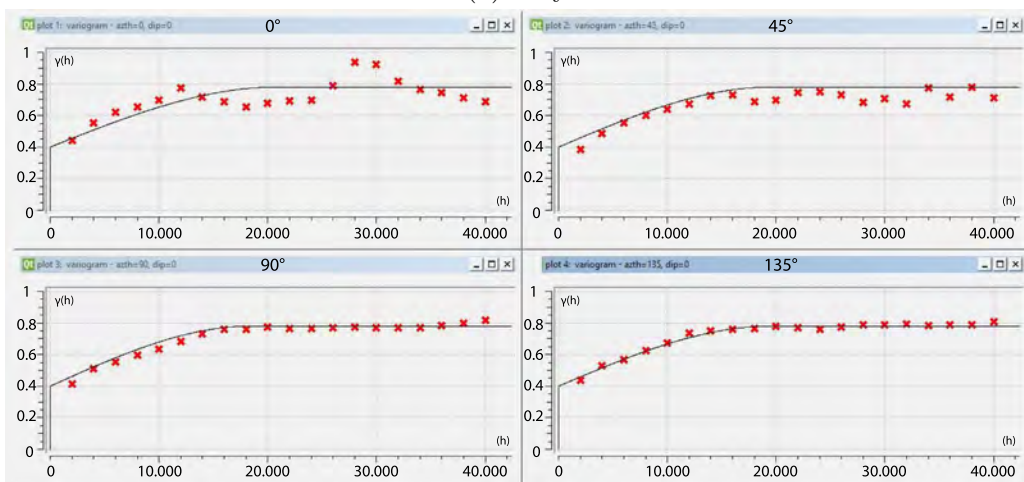 plot 1: variogram - azth=0, dip=0
0°
1
γ(h)
0.8
0.6
0.4
0.2
0
(h)
0 10.000 20.000 30.000 40.000
plot 2: variogram - azth=45, dip=0
45°
1
γ(h)
0.8
0.6
0.4
0.2
0
(h)
0 10.000 20.000 30.000 40.000
plot 3: variogram - azth=90, dip=0
90°
1
γ(h)
0.8
0.6
0.4
0.2
0
(h)
0 10.000 20.000 30.000 40.000
plot 4: variogram - azth=135, dip=0
135°
1
γ(h)
0.8
0.6
0.4
0.2
0
(h)
0 10.000 20.000 30.000 40.000